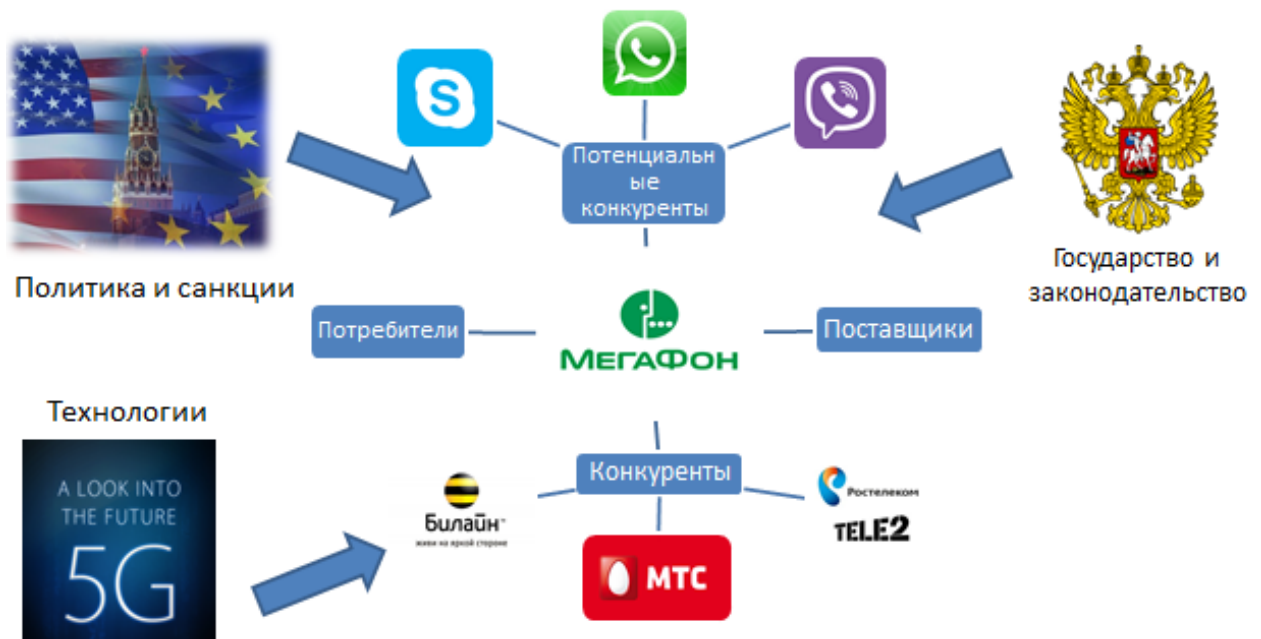 S
Потенциальн
ые
конкуренты
Политика и санкции
Государство и
законодательство
Потребители
МЕГАФОН
Поставщики
Технологии
A LOOK INTO
THE FUTURE
5G
Конкуренты
Билайн™
живи на яркой стороне
МТС
Ростелеком
TELE2